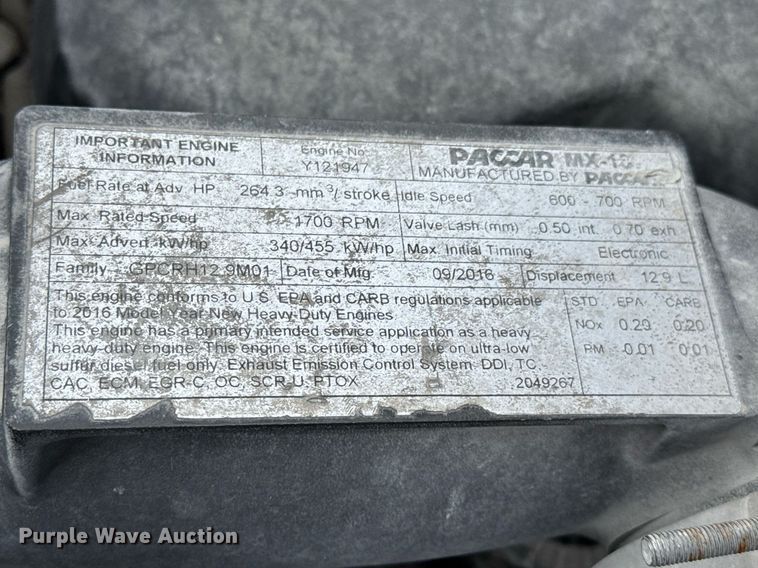 IMPORTANT ENGINE INFORMATION
Engine No. Y121947
PACCAR MX-13
MANUFACTURED BY PACCAR
Fuel Rate at Adv HP 264.3 mm³/ stroke Idle Speed 600 - 700 RPM
Max Rated Speed 1700 RPM Valve Lash (mm) 0.50 int. 0.70 exh
Max Advert kW/hp 340/455 kW/hp Max. Initial Timing Electronic
Family GPCRH12.9M01 Date of Mfg. 09/2016 Displacement 12.9 L
This engine conforms to U.S. EPA and CARB regulations applicable STD. EPA CARB
to 2016 Model Year New Heavy-Duty Engines.
This engine has a primary intended service application as a heavy NOx 0.20 0.20
heavy-duty engine. This engine is certified to operate on ultra-low
sulfur diesel fuel only. Exhaust Emission Control System: DDI, TC, PM 0.01 0.01
CAC, ECM, EGR-C, OC, SCR-U, PTOX 2049267
Purple Wave Auction